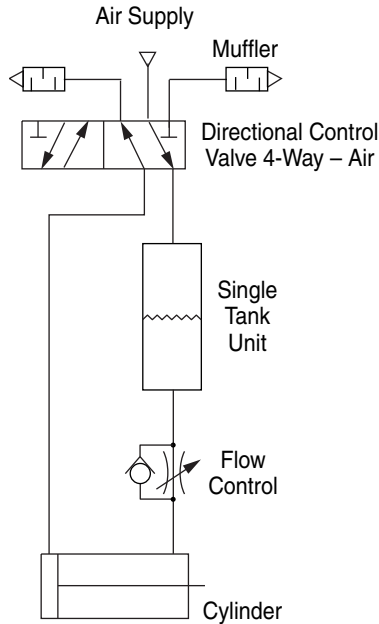 Air Supply
Muffler
Directional Control
Valve 4-Way – Air
Single
Tank
Unit
Flow
Control
Cylinder